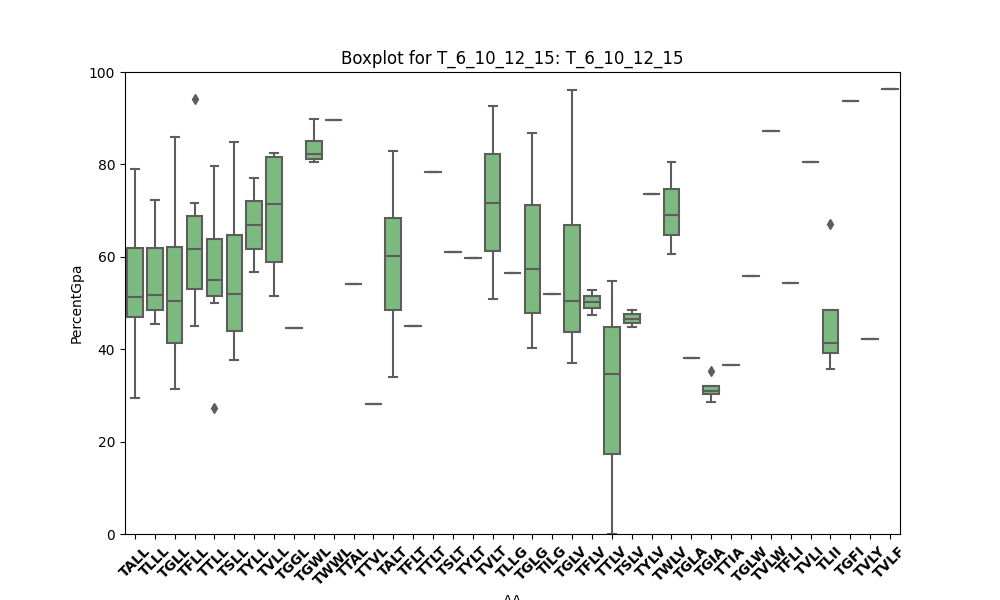 Boxplot for T_6_10_12_15: T_6_10_12_15
100
80
60
40
20
0
PercentGpa
TALL TLLL TGLL TFLL TTLL TSLL TYLL TVLL TGGL TGWL TWWL TTAL TTVL TALT TFLT TTLT TSLT TYLT TVLT TLLG TGLG TILG TGLV TFLV TTLV TSLV TYLV TWLV TGLA TGIA TTIA TGLW TVLW TFLI TVLI TLII TGFI TVLY TVLF
AA